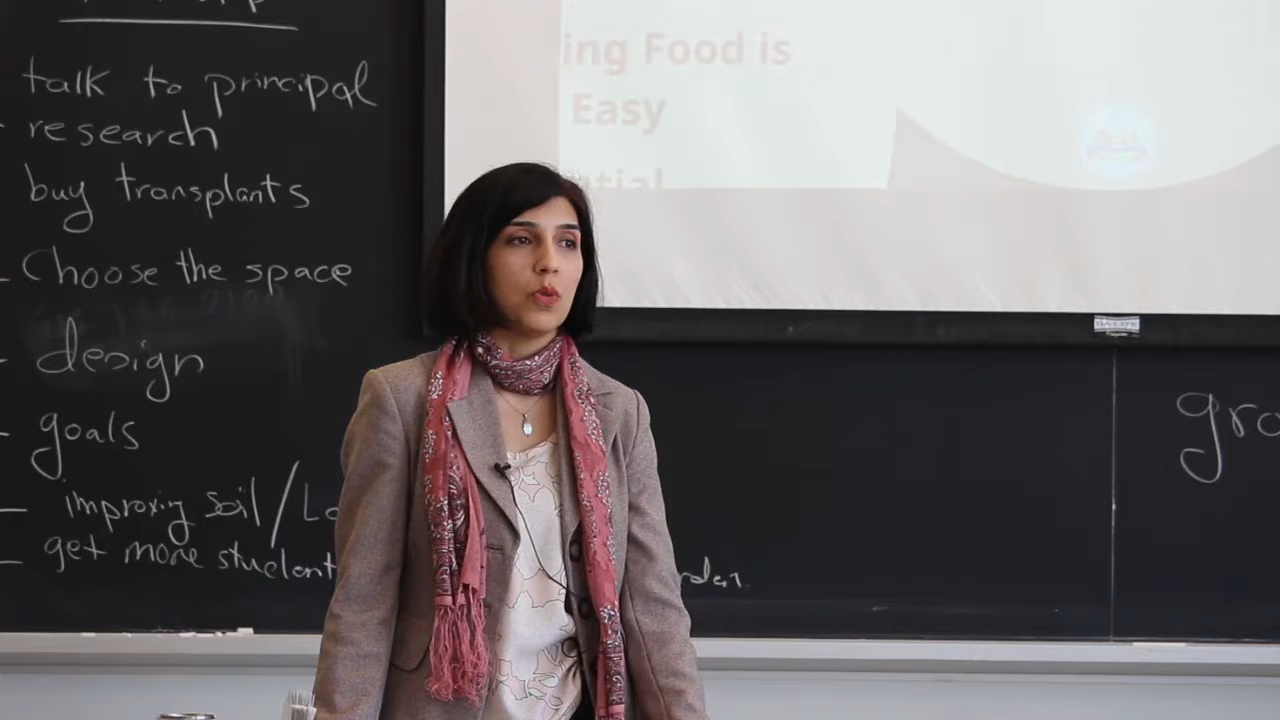 talk to principal
- research
buy transplants
- Choose the space
- design
- goals
- improving soil/
- get more student
ing Food is
Easy
ntial
gro